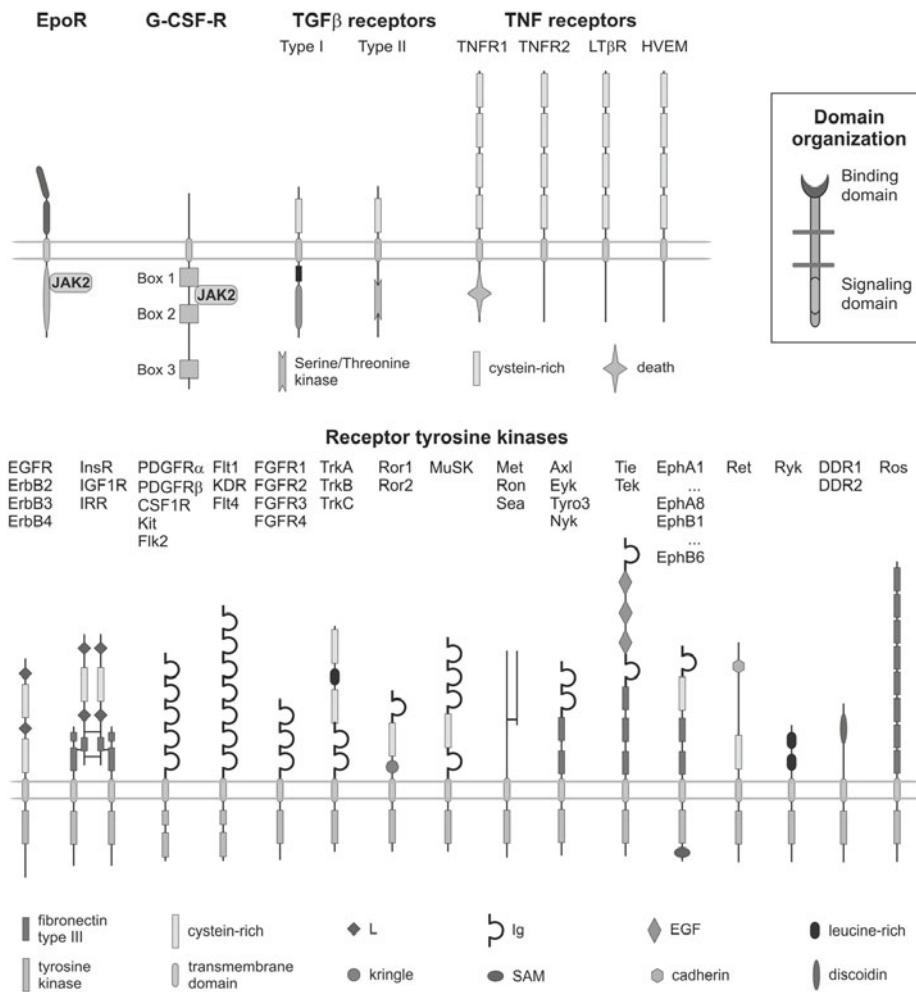 EpoR
G-CSF-R
TGFβ receptors
TNF receptors
Type I
Type II
TNFR1
TNFR2
LTβR
HVEM
Domain
organization
Binding
domain
Signaling
domain
JAK2
Box 1
JAK2
Box 2
Box 3
Serine/Threonine
kinase
cystein-rich
death
Receptor tyrosine kinases
EGFR
ErbB2
ErbB3
ErbB4
InsR
IGF1R
IRR
PDGFRα
PDGFRβ
CSF1R
Kit
Flk2
Flt1
KDR
Flt4
FGFR1
FGFR2
FGFR3
FGFR4
TrkA
TrkB
TrkC
Ror1
Ror2
MuSK
Met
Ron
Sea
Axl
Eyk
Tyro3
Nyk
Tie
Tek
EphA1
...
EphA8
EphB1
...
EphB6
Ret
Ryk
DDR1
DDR2
Ros
fibronectin
type III
cystein-rich
L
Ig
EGF
leucine-rich
tyrosine
kinase
transmembrane
domain
kringle
SAM
cadherin
discoidin